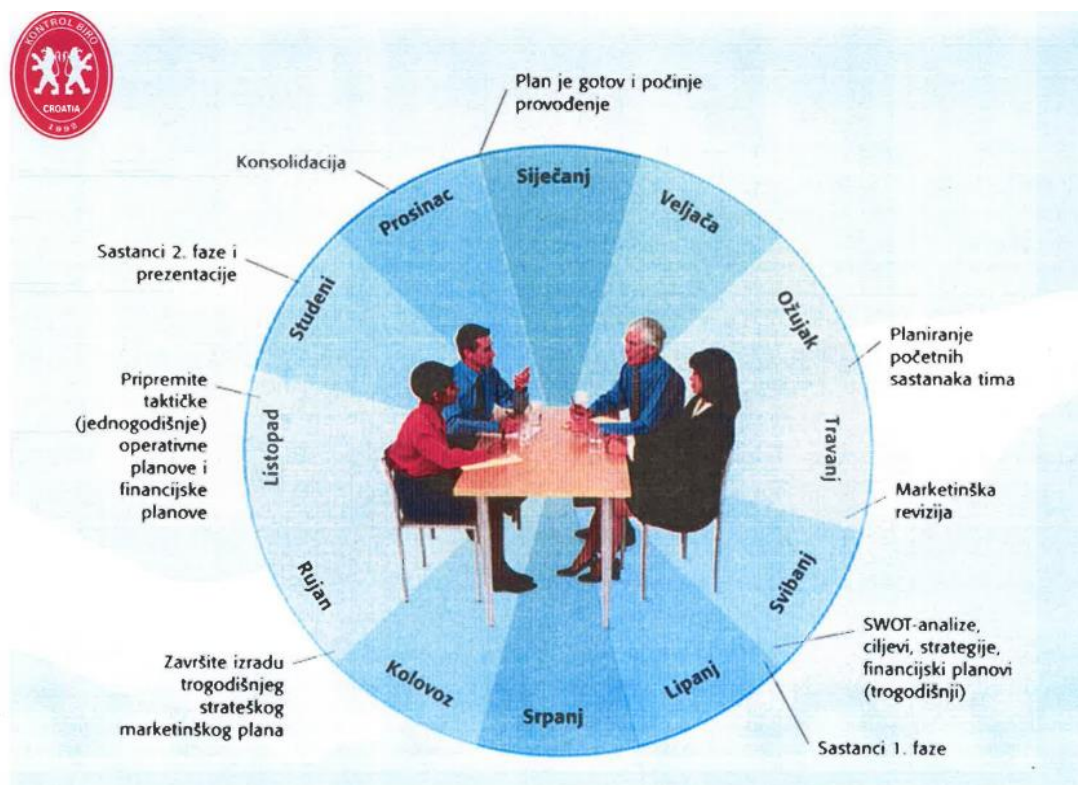 KONTROL BIRO
CROATIA
1992
Plan je gotov i počinje
provođenje
Konsolidacija
Siječanj
Prosinac
Veljača
Sastanci 2. faze i
prezentacije
Studeni
Ožujak
Planiranje
početnih
sastanaka tima
Pripremite
taktičke
(jednogodišnje)
operativne
planove i
financijske
planove
Listopad
Travanj
Marketinška
revizija
Rujan
Svibanj
SWOT-analize,
ciljevi, strategije,
financijski planovi
(trogodišnji)
Završite izradu
trogodišnjeg
strateškog
marketinškog plana
Kolovoz
Lipanj
Srpanj
Sastanci 1. faze